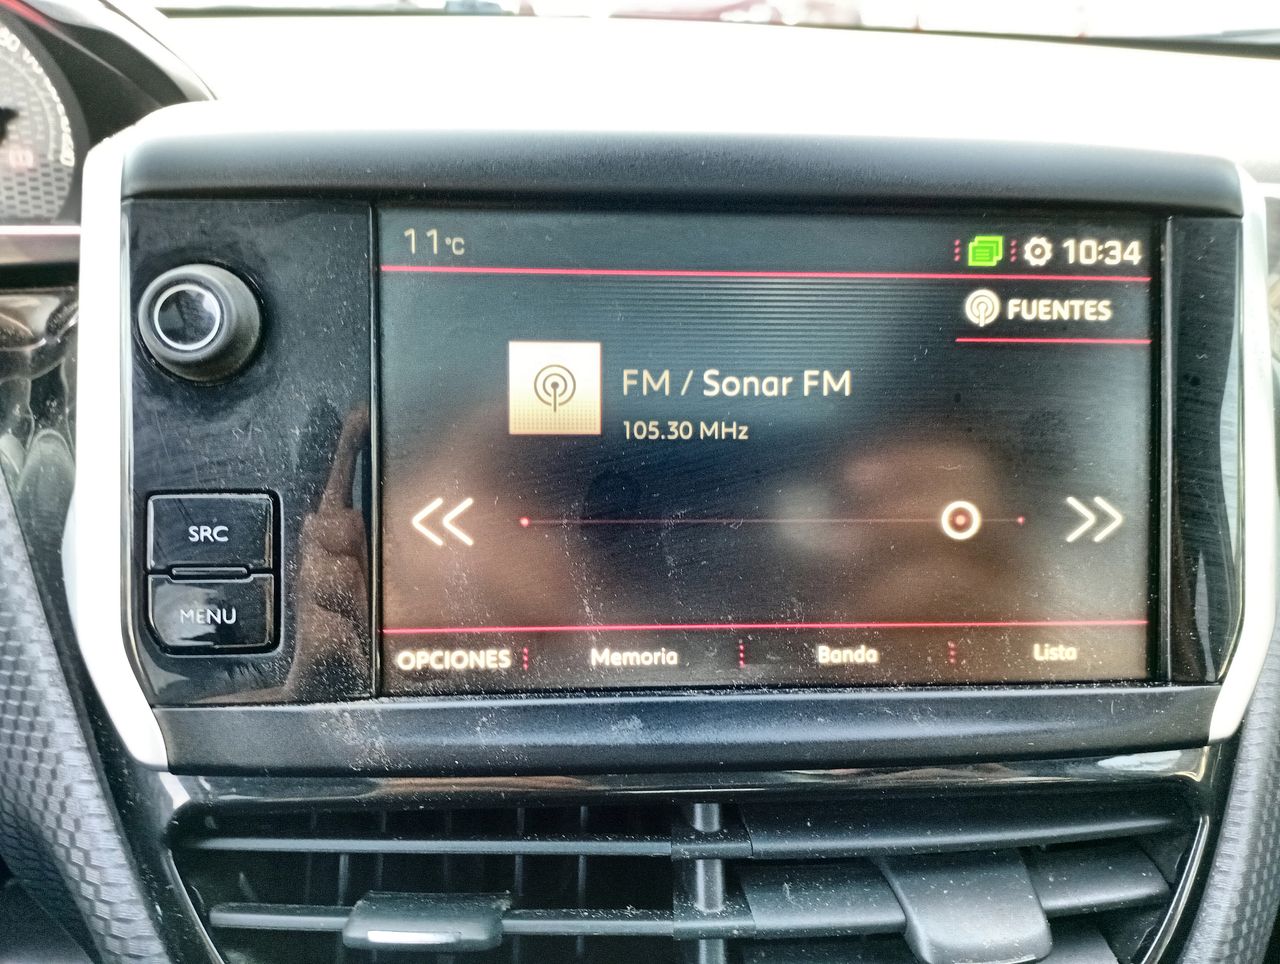 11°C
10:34
FUENTES
FM / Sonar FM
105.30 MHz
SRC
MENU
OPCIONES
Memoria
Banda
Lista